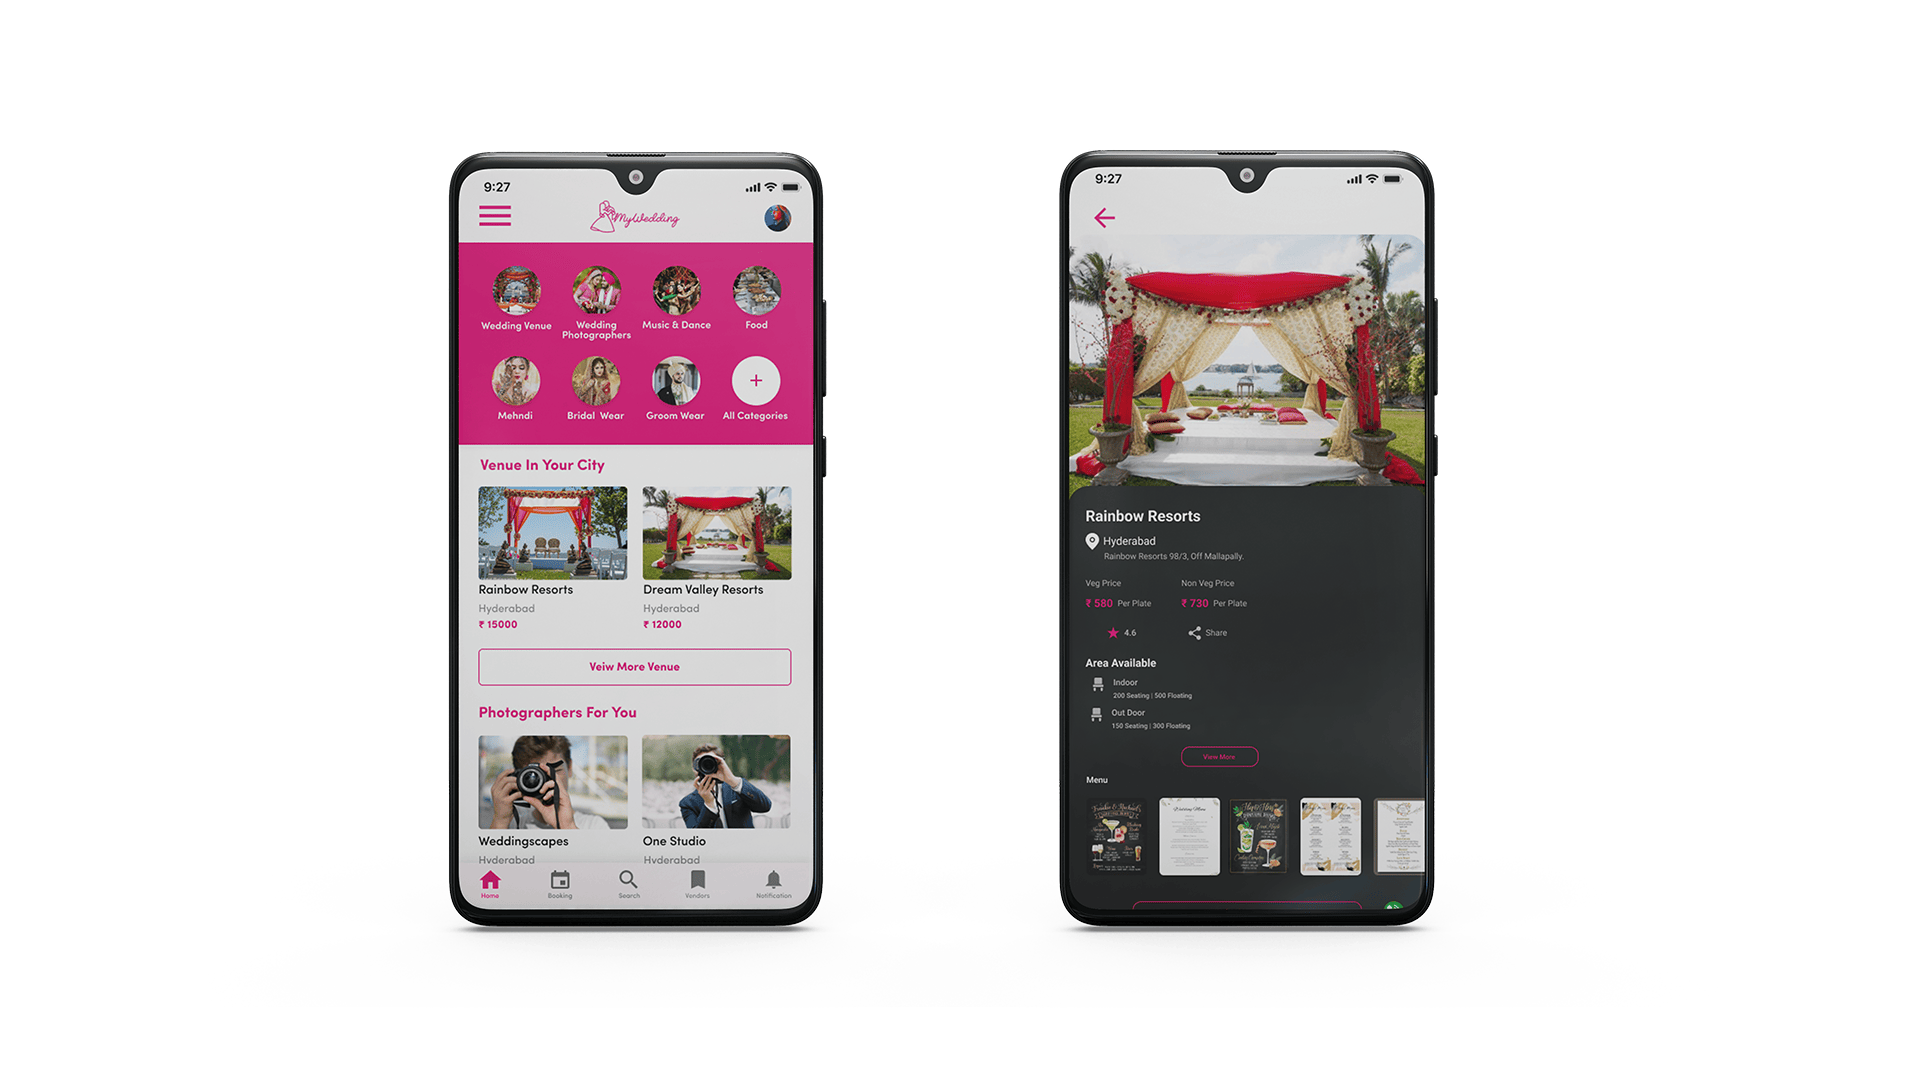 9:27
MyWedding
Wedding Venue
Wedding
Photographers
Music & Dance
Food
Mehndi
Bridal Wear
Groom Wear
All Categories
Venue In Your City
Rainbow Resorts
Hyderabad
₹ 15000
Dream Valley Resorts
Hyderabad
₹ 12000
Veiw More Venue
Photographers For You
Weddingscapes
Hyderabad
One Studio
Hyderabad
Home
Booking
Search
Vendors
Notification
9:27
Rainbow Resorts
Hyderabad
Rainbow Resorts 98/3, Off Mallapally.
Veg Price
Non Veg Price
₹ 580 Per Plate
₹ 730 Per Plate
4.6
Share
Area Available
Indoor
200 Seating | 500 Floating
Out Door
150 Seating | 300 Floating
View More
Menu
Wedding Menu